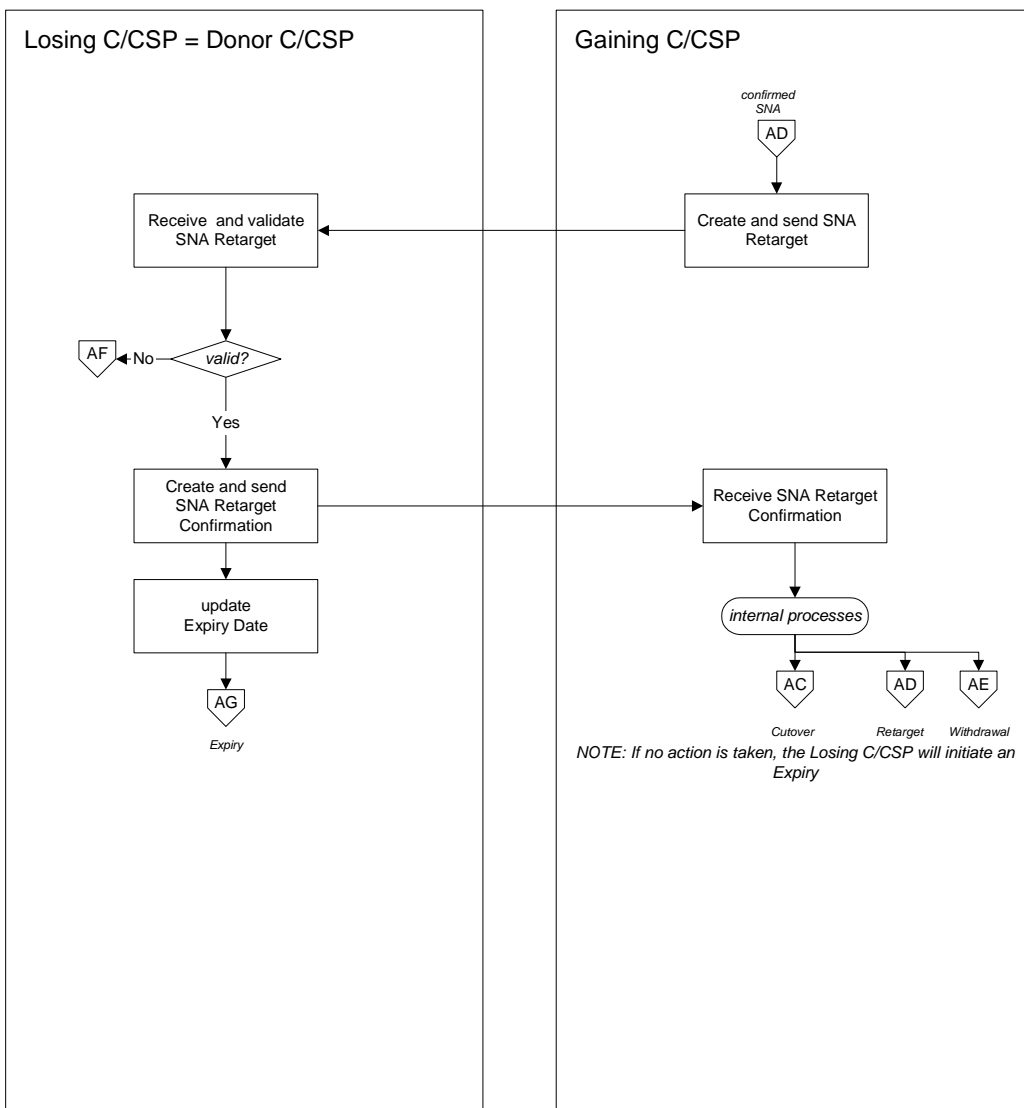 Losing C/CSP = Donor C/CSP
Gaining C/CSP
confirmed
SNA
AD
Receive and validate
SNA Retarget
Create and send SNA
Retarget
AF
No
valid?
Yes
Create and send
SNA Retarget
Confirmation
Receive SNA Retarget
Confirmation
update
Expiry Date
internal processes
AG
Expiry
AC
AD
AE
Cutover
Retarget
Withdrawal
NOTE: If no action is taken, the Losing C/CSP will initiate an
Expiry